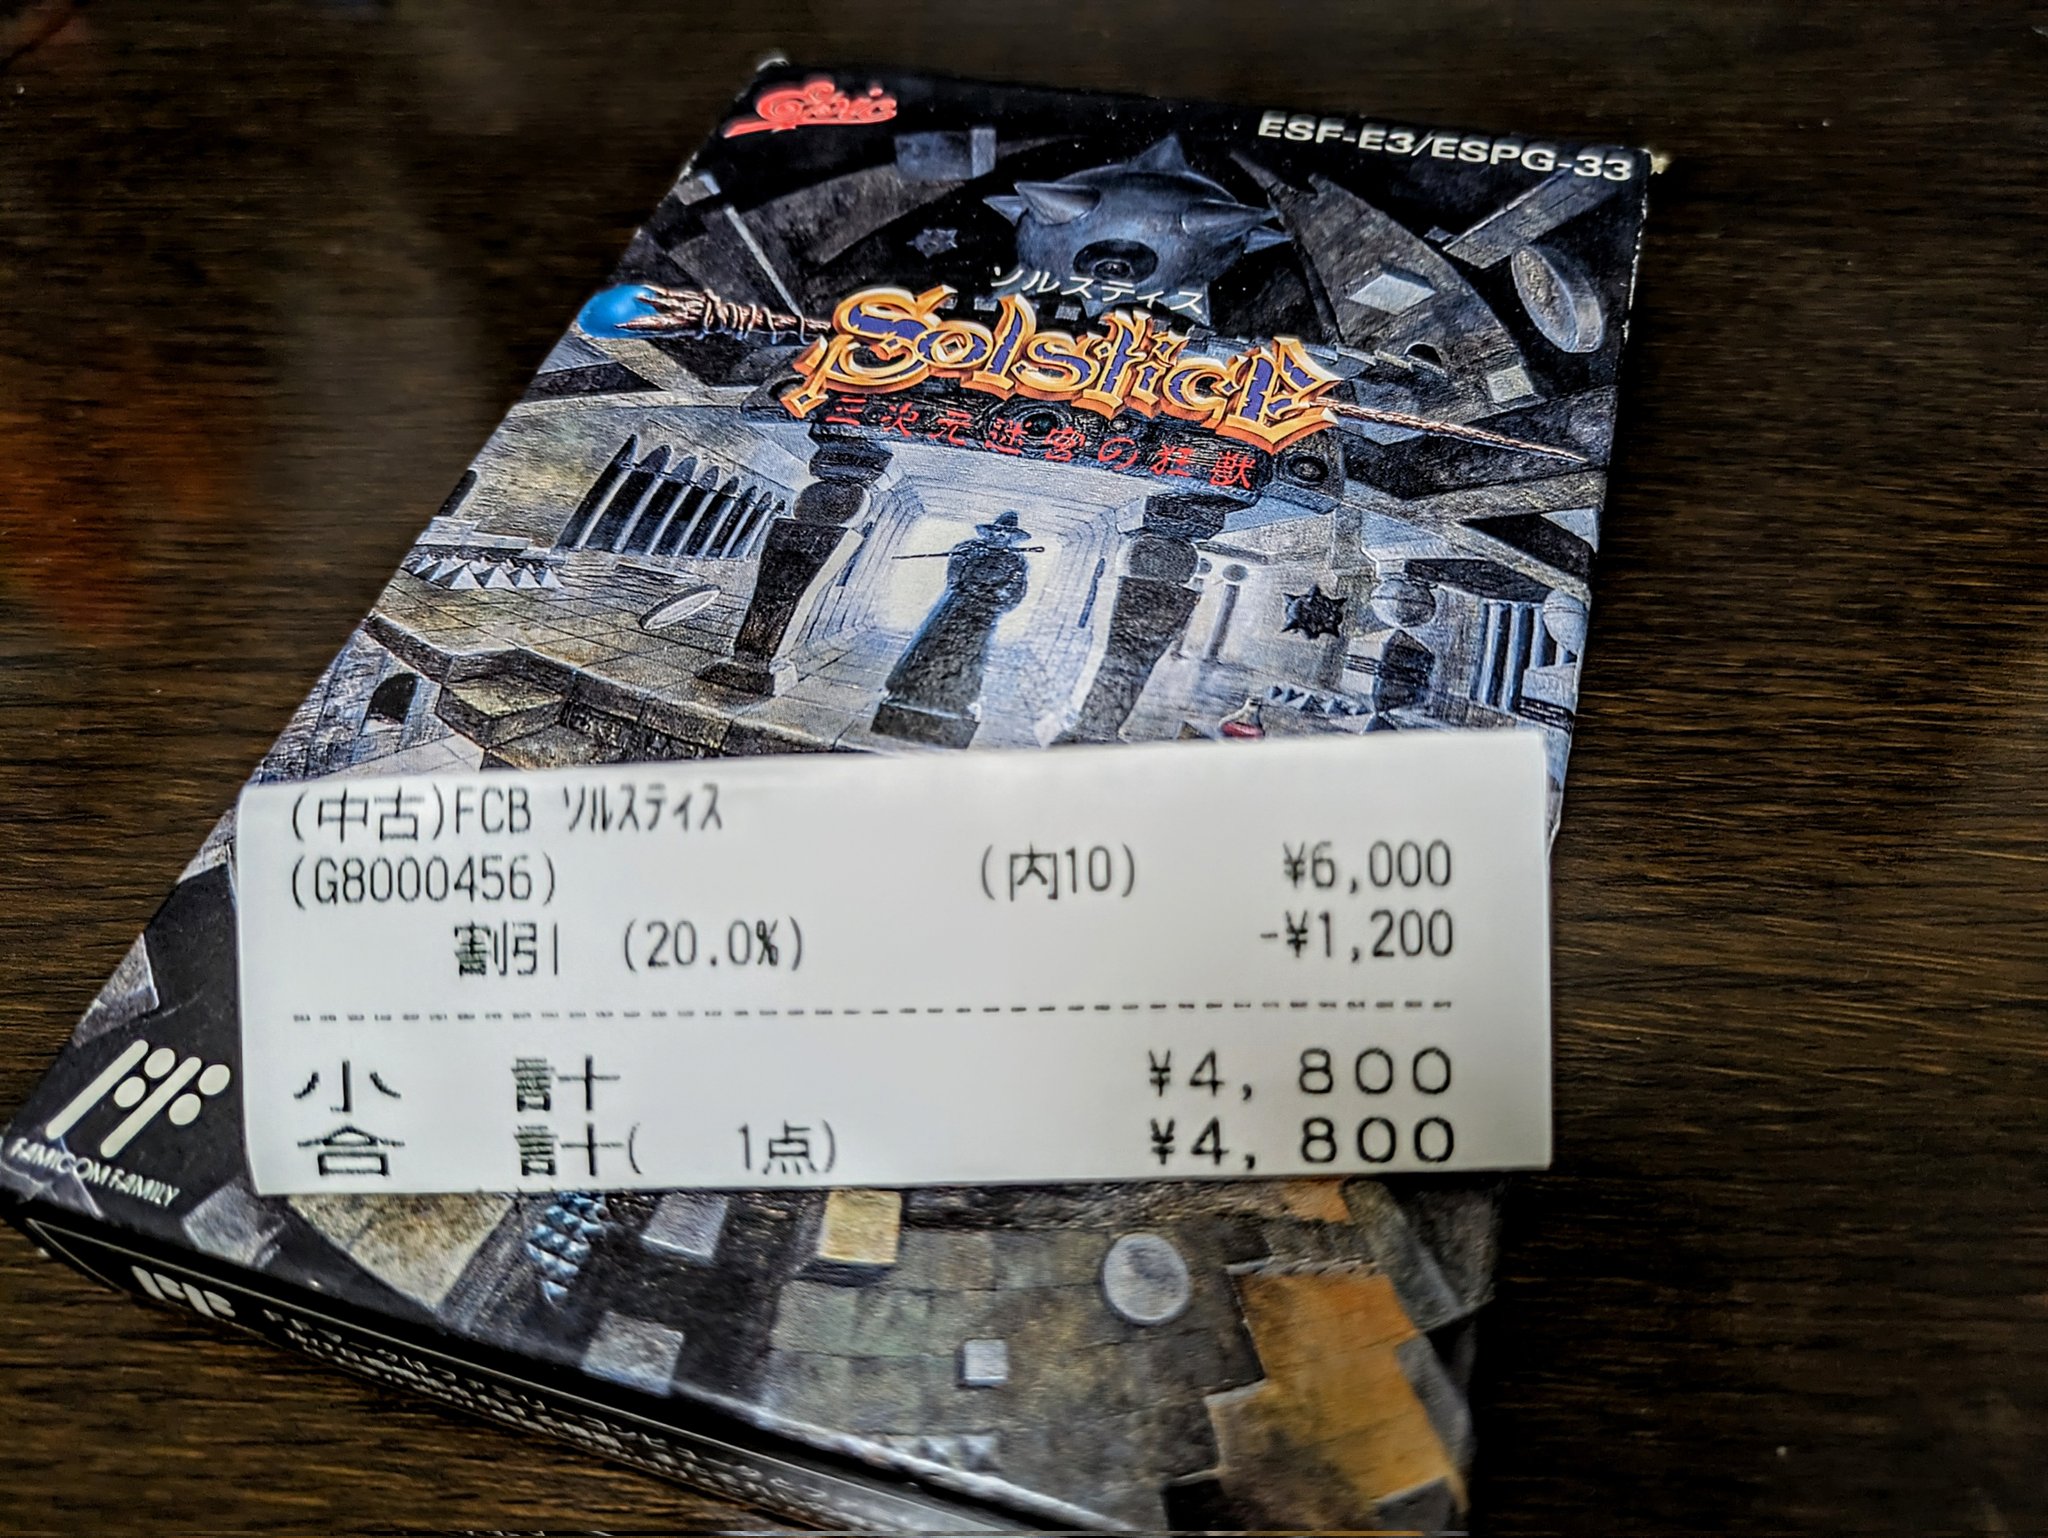 Epic
ESF-E3/ESPG-33
ソルスティス
Solstice
三次元迷宮の狂獣
(中古)FCB ｿﾙｽﾃｨｽ
(G8000456) (内10) ¥6,000
割引 (20.0%) -¥1,200
小 計 ¥4,800
合 計( 1点) ¥4,800
FAMICOM FAMILY